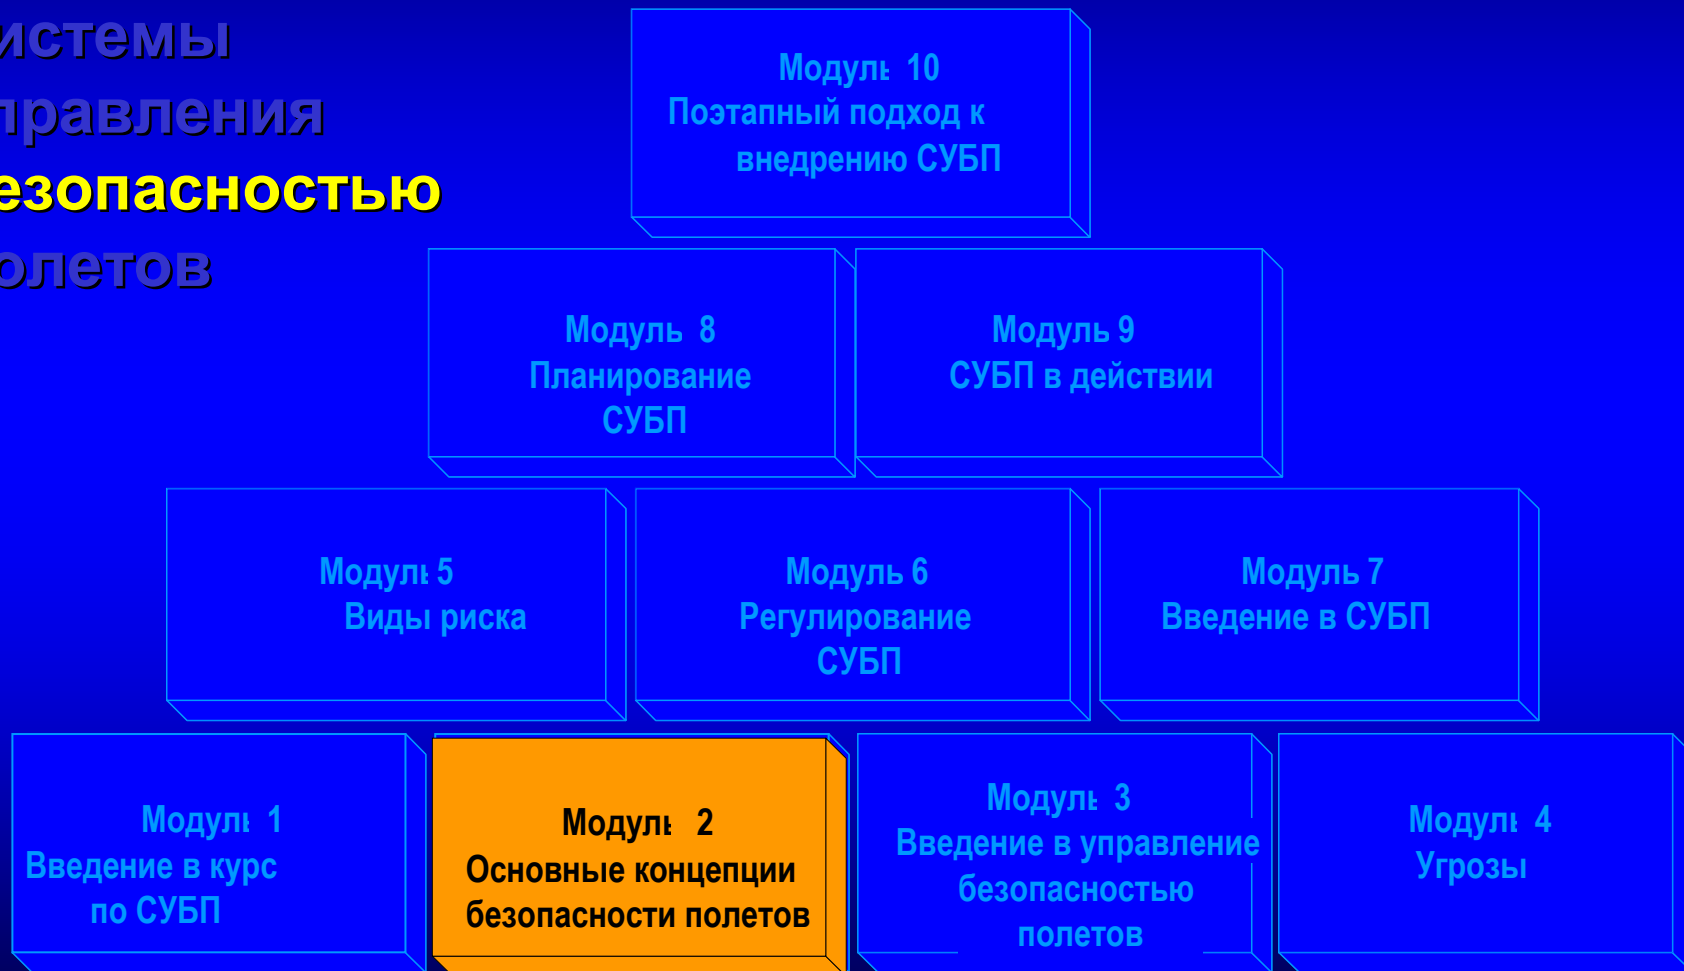 истемы
правления
езопасностью
олетов
Модуль 10
Поэтапный подход к
внедрению СУБП
Модуль 8
Планирование
СУБП
Модуль 9
СУБП в действии
Модуль 5
Виды риска
Модуль 6
Регулирование
СУБП
Модуль 7
Введение в СУБП
Модуль 1
Введение в курс
по СУБП
Модуль 2
Основные концепции
безопасности полетов
Модуль 3
Введение в управление
безопасностью
полетов
Модуль 4
Угрозы